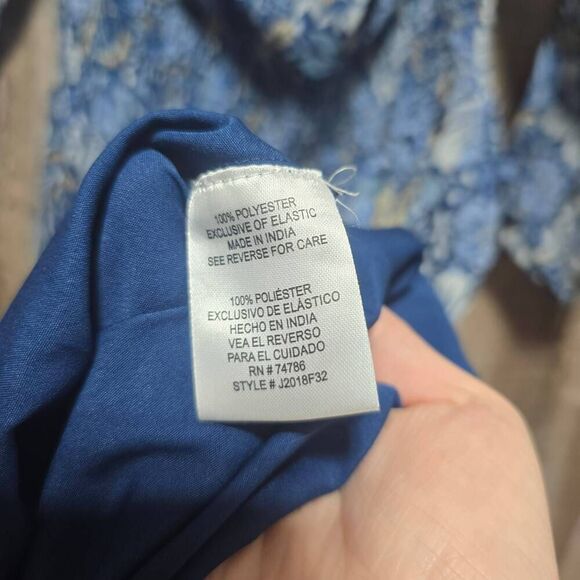 100% POLYESTER
EXCLUSIVE OF ELASTIC
MADE IN INDIA
SEE REVERSE FOR CARE
100% POLIÉSTER
EXCLUSIVO DE ELÁSTICO
HECHO EN INDIA
VEA EL REVERSO
PARA EL CUIDADO
RN # 74786
STYLE # J2018F32